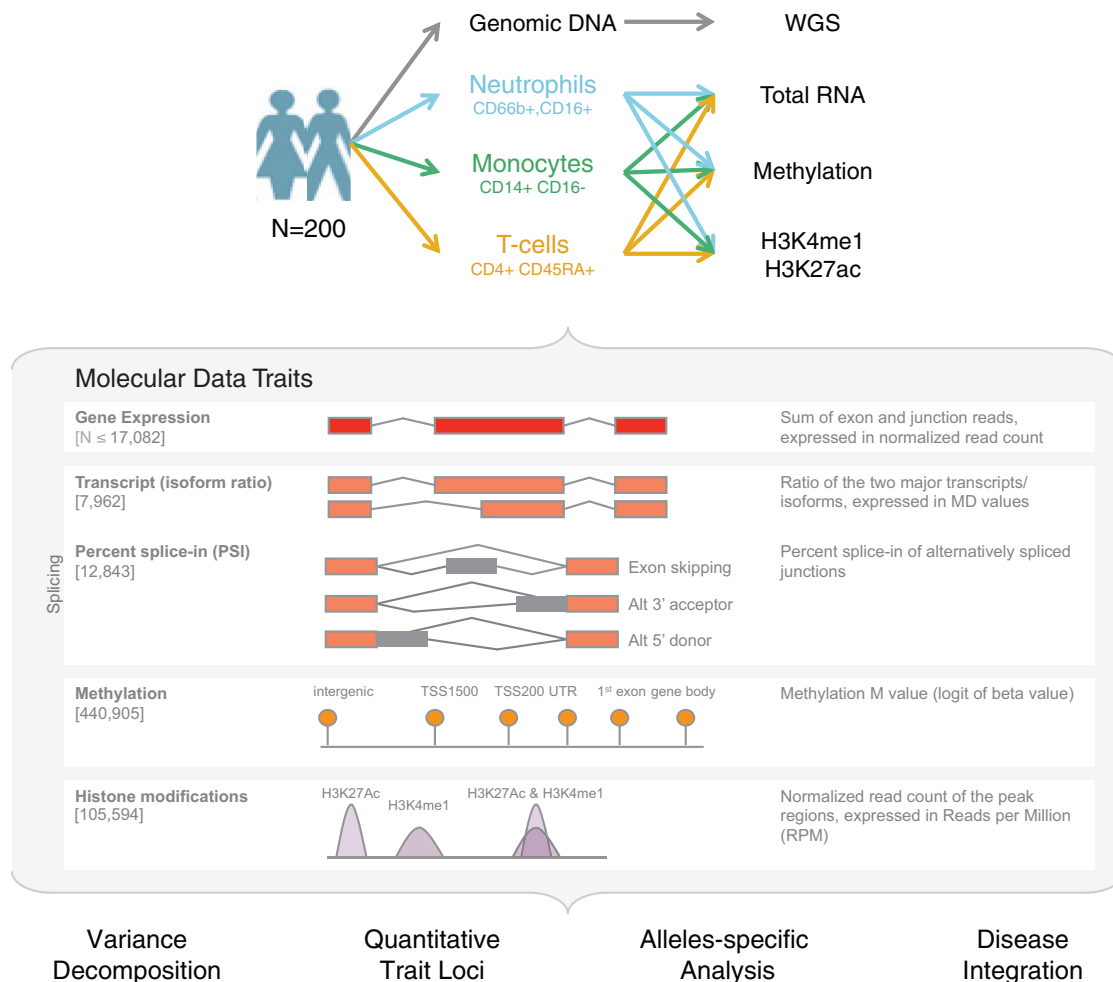 Genomic DNA
WGS
Neutrophils
CD66b+,CD16+
Total RNA
Monocytes
CD14+ CD16-
Methylation
N=200
T-cells
CD4+ CD45RA+
H3K4me1
H3K27ac
Molecular Data Traits
Gene Expression
[N ≤ 17,082]
Sum of exon and junction reads,
expressed in normalized read count
Splicing
Transcript (isoform ratio)
[7,962]
Ratio of the two major transcripts/
isoforms, expressed in MD values
Percent splice-in (PSI)
[12,843]
Exon skipping
Alt 3’ acceptor
Alt 5’ donor
Percent splice-in of alternatively spliced
junctions
Methylation
[440,905]
intergenic
TSS1500
TSS200 UTR
1st exon gene body
Methylation M value (logit of beta value)
Histone modifications
[105,594]
H3K27Ac
H3K4me1
H3K27Ac & H3K4me1
Normalized read count of the peak
regions, expressed in Reads per Million
(RPM)
Variance
Decomposition
Quantitative
Trait Loci
Alleles-specific
Analysis
Disease
Integration